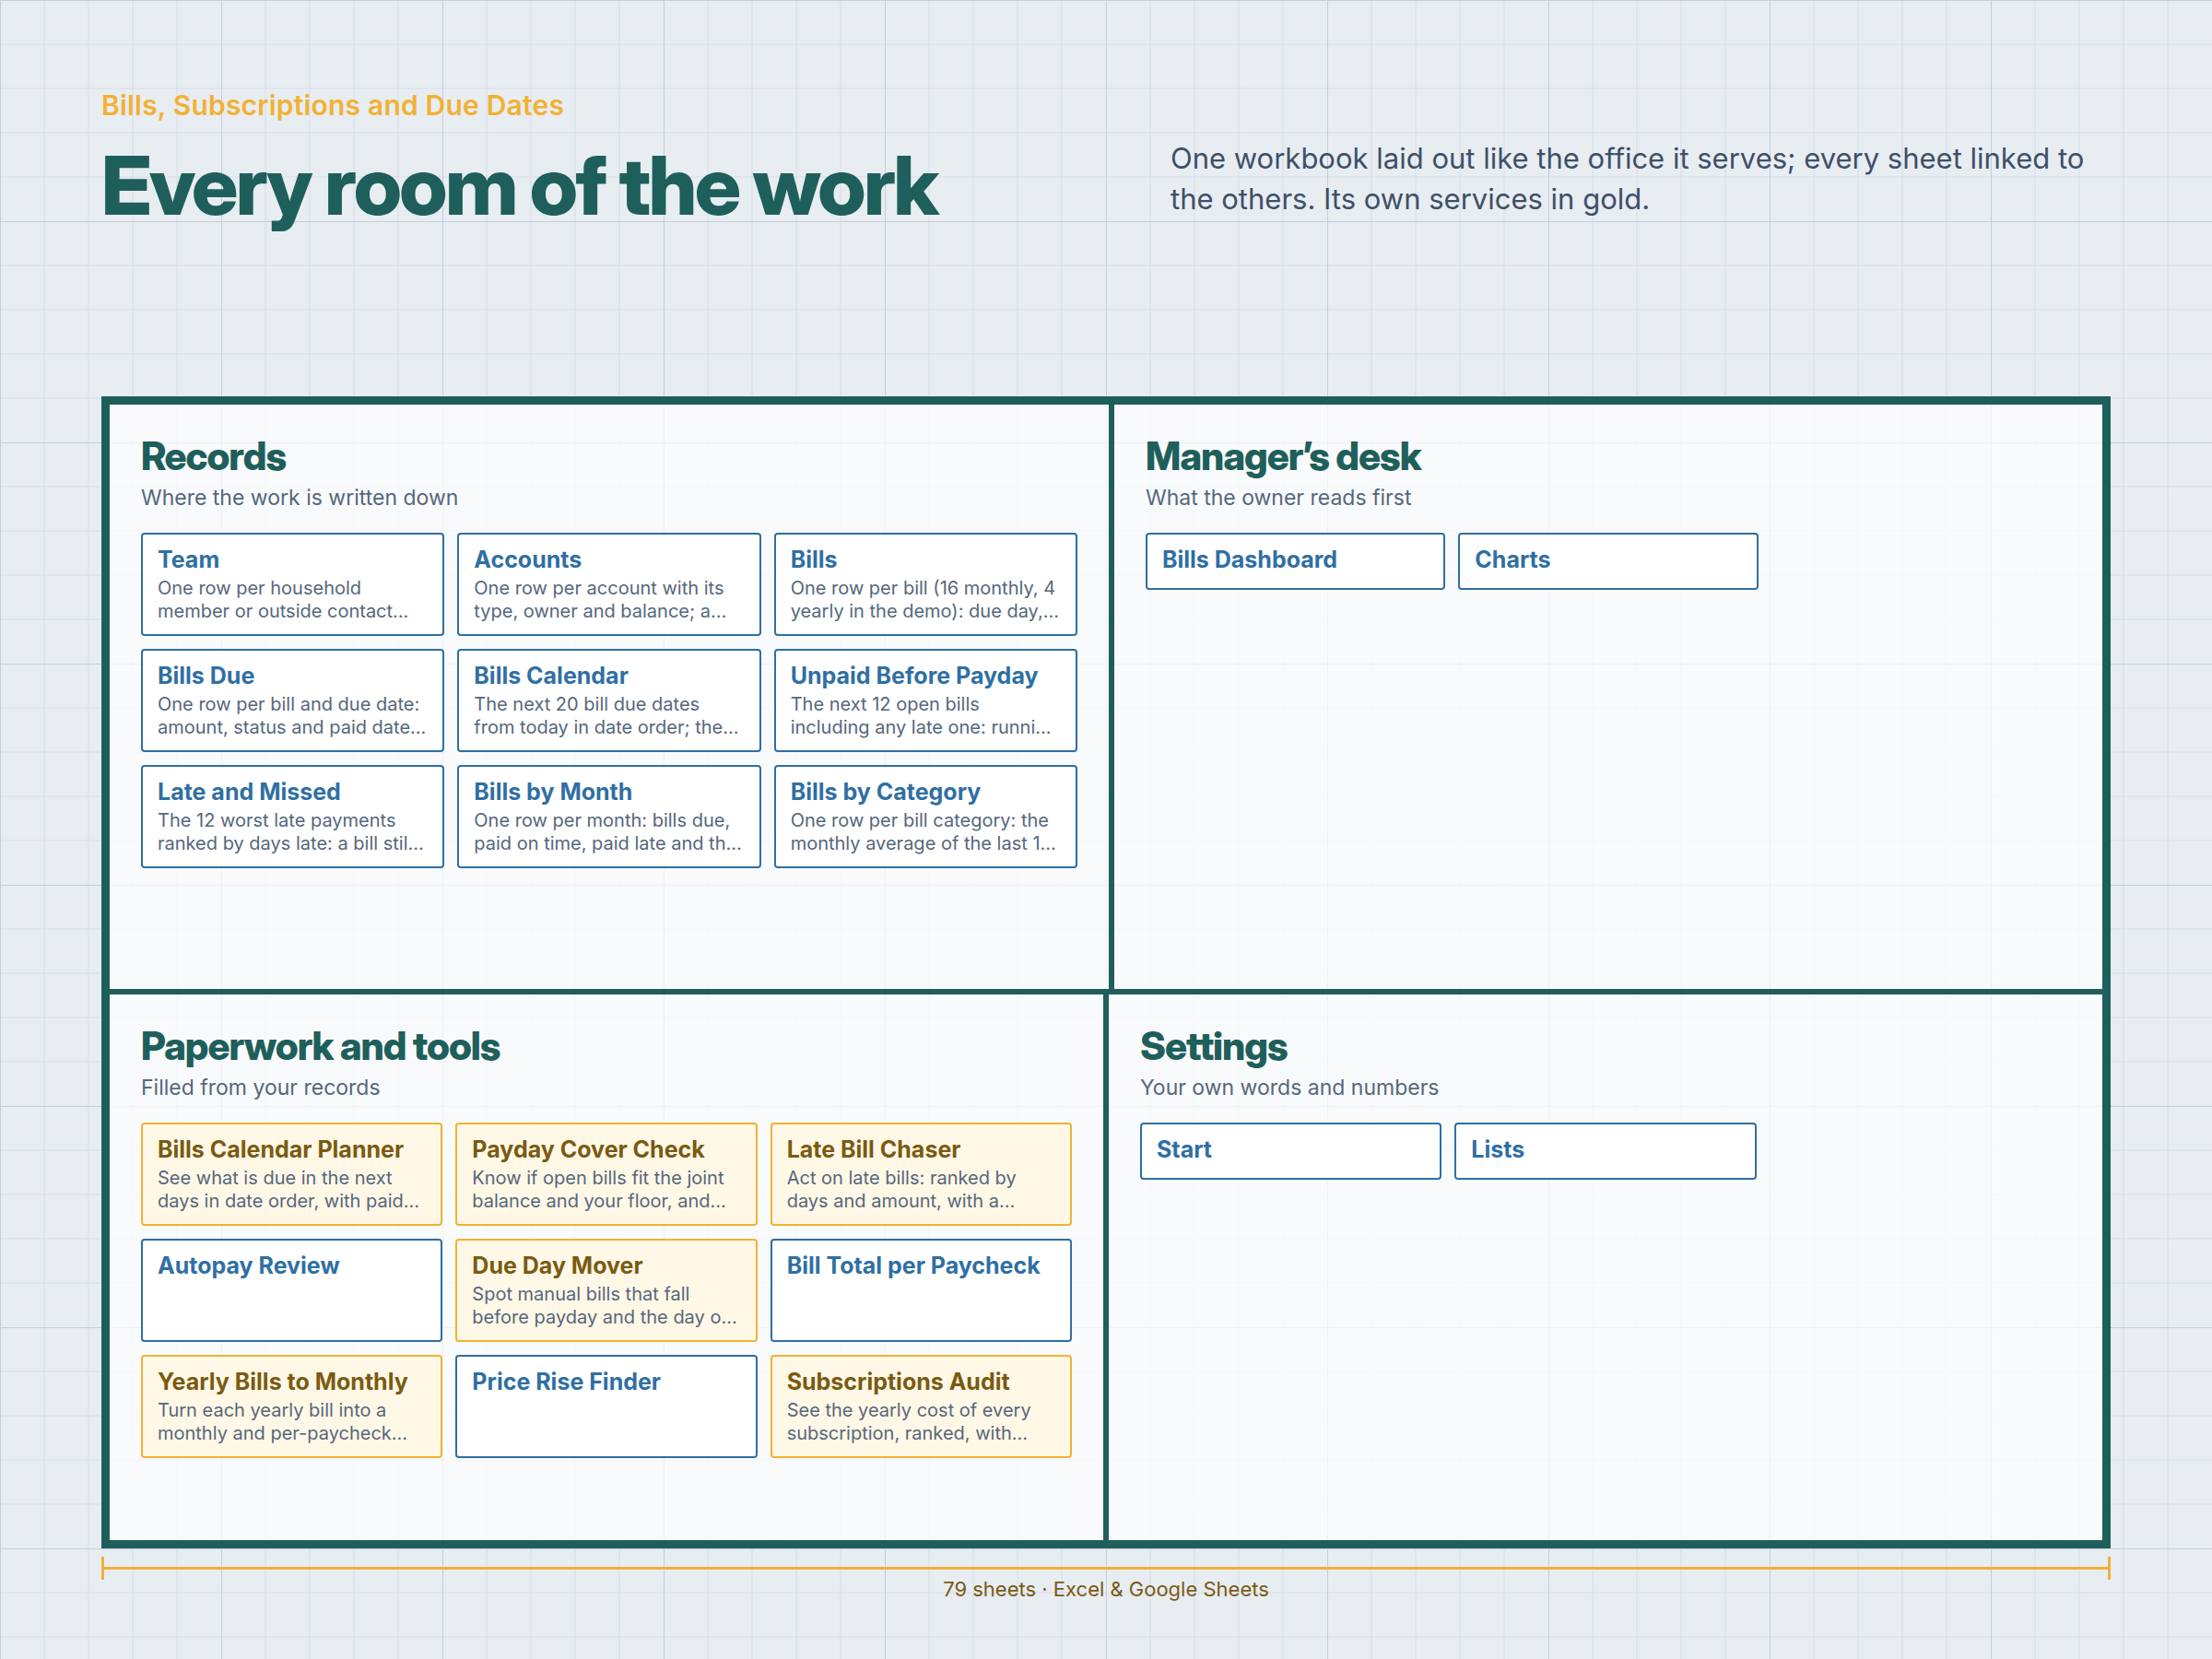 Bills, Subscriptions and Due Dates
Every room of the work
One workbook laid out like the office it serves; every sheet linked to
the others. Its own services in gold.
Records
Where the work is written down
Team
One row per household
member or outside contact...
Accounts
One row per account with its
type, owner and balance; a...
Bills
One row per bill (16 monthly, 4
yearly in the demo): due day,...
Bills Due
One row per bill and due date:
amount, status and paid date...
Bills Calendar
The next 20 bill due dates
from today in date order; the...
Unpaid Before Payday
The next 12 open bills
including any late one: runni...
Late and Missed
The 12 worst late payments
ranked by days late: a bill stil...
Bills by Month
One row per month: bills due,
paid on time, paid late and th...
Bills by Category
One row per bill category: the
monthly average of the last 1...
Manager's desk
What the owner reads first
Bills Dashboard
Charts
Paperwork and tools
Filled from your records
Bills Calendar Planner
See what is due in the next
days in date order, with paid...
Payday Cover Check
Know if open bills fit the joint
balance and your floor, and...
Late Bill Chaser
Act on late bills: ranked by
days and amount, with a...
Autopay Review
Due Day Mover
Spot manual bills that fall
before payday and the day o...
Bill Total per Paycheck
Yearly Bills to Monthly
Turn each yearly bill into a
monthly and per-paycheck...
Price Rise Finder
Subscriptions Audit
See the yearly cost of every
subscription, ranked, with...
Settings
Your own words and numbers
Start
Lists
79 sheets · Excel & Google Sheets